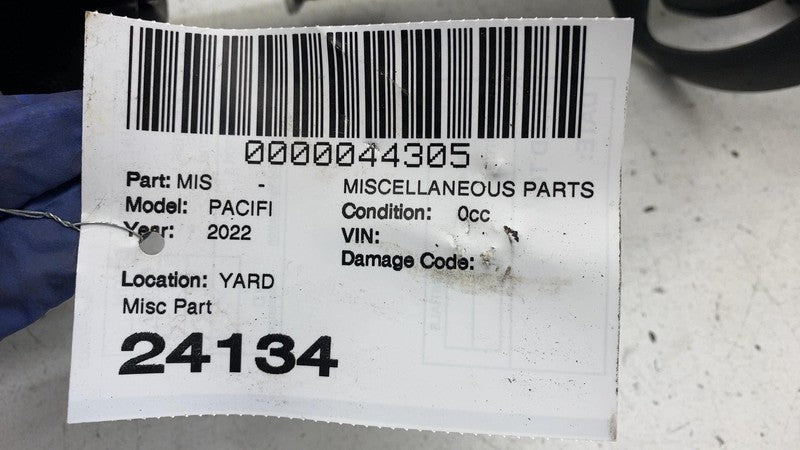 0000044305
Part: MIS - MISCELLANEOUS PARTS
Model: PACIFI Condition: 0cc
Year: 2022 VIN:
Damage Code:
Location: YARD
Misc Part
24134